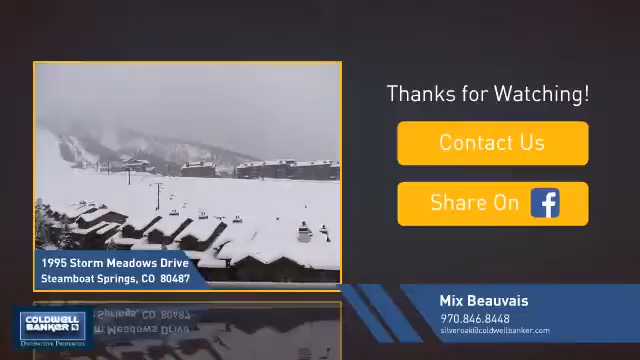 Thanks for Watching!
Contact Us
Share On f
1995 Storm Meadows Drive
Steamboat Springs, CO 80487
Mix Beauvais
970.846.8448
silveroak@coldwellbanker.com
COLDWELL
BANKER
DISTINCTIVE PROPERTIES